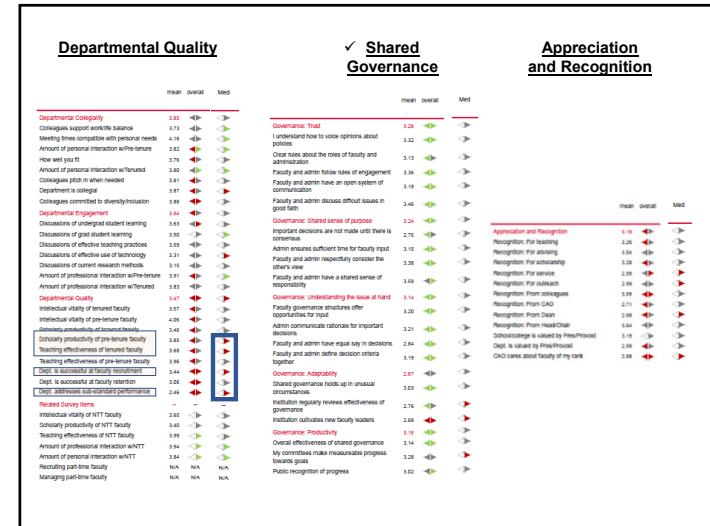 Departmental Quality
mean overall Med
Departmental Collegiality 3.85
Colleagues support work/life balance 3.73
Meeting times compatible with personal needs 4.16
Amount of personal interaction w/Pre-tenure 3.82
How well you fit 3.76
Amount of personal interaction w/Tenured 3.80
Colleagues pitch in when needed 3.81
Department is collegial 3.87
Colleagues committed to diversity/inclusion 3.88
Departmental Engagement 3.64
Discussions of undergrad student learning 3.63
Discussions of grad student learning 3.50
Discussions of effective teaching practices 3.59
Discussions of effective use of technology 3.31
Discussions of current research methods 3.15
Amount of professional interaction w/Pre-tenure 3.91
Amount of professional interaction w/Tenured 3.83
Departmental Quality 3.47
Intellectual vitality of tenured faculty 3.57
Intellectual vitality of pre-tenure faculty 4.06
Scholarly productivity of tenured faculty 3.46
Scholarly productivity of pre-tenure faculty 3.86
Teaching effectiveness of tenured faculty 3.68
Teaching effectiveness of pre-tenure faculty 3.96
Dept. is successful at faculty recruitment 3.44
Dept. is successful at faculty retention 3.06
Dept. addresses sub-standard performance 2.46
Related Survey Items -- -- --
Intellectual vitality of NTT faculty 3.60
Scholarly productivity of NTT faculty 3.40
Teaching effectiveness of NTT faculty 3.99
Amount of professional interaction w/NTT 3.94
Amount of personal interaction w/NTT 3.84
Recruiting part-time faculty N/A N/A N/A
Managing part-time faculty N/A N/A N/A
✓ Shared
Governance
mean overall Med
Governance: Trust 3.28
I understand how to voice opinions about
policies 3.32
Clear rules about the roles of faculty and
administration 3.13
Faculty and admin follow rules of engagement 3.36
Faculty and admin have an open system of
communication 3.19
Faculty and admin discuss difficult issues in
good faith 3.46
Governance: Shared sense of purpose 3.24
Important decisions are not made until there is
consensus 2.75
Admin ensures sufficient time for faculty input 3.15
Faculty and admin respectfully consider the
other's view 3.38
Faculty and admin have a shared sense of
responsibility 3.59
Governance: Understanding the issue at hand 3.14
Faculty governance structures offer
opportunities for input 3.20
Admin communicate rationale for important
decisions 3.21
Faculty and admin have equal say in decisions 2.84
Faculty and admin define decision criteria
together 3.19
Governance: Adaptability 2.87
Shared governance holds up in unusual
circumstances 3.03
Institution regularly reviews effectiveness of
governance 2.76
Institution cultivates new faculty leaders 2.68
Governance: Productivity 3.15
Overall effectiveness of shared governance 3.14
My committees make measureable progress
towards goals 3.28
Public recognition of progress 3.02
Appreciation
and Recognition
mean overall Med
Appreciation and Recognition 3.18
Recognition: For teaching 3.26
Recognition: For advising 3.04
Recognition: For scholarship 3.28
Recognition: For service 2.99
Recognition: For outreach 2.99
Recognition: From colleagues
Recognition: From CAO 2.71
Recognition: From Dean 2.98
Recognition: From Head/Chair 3.64
School/college is valued by Pres/Provost 3.15
Dept. is valued by Pres/Provost 2.99
CAO cares about faculty of my rank 2.88